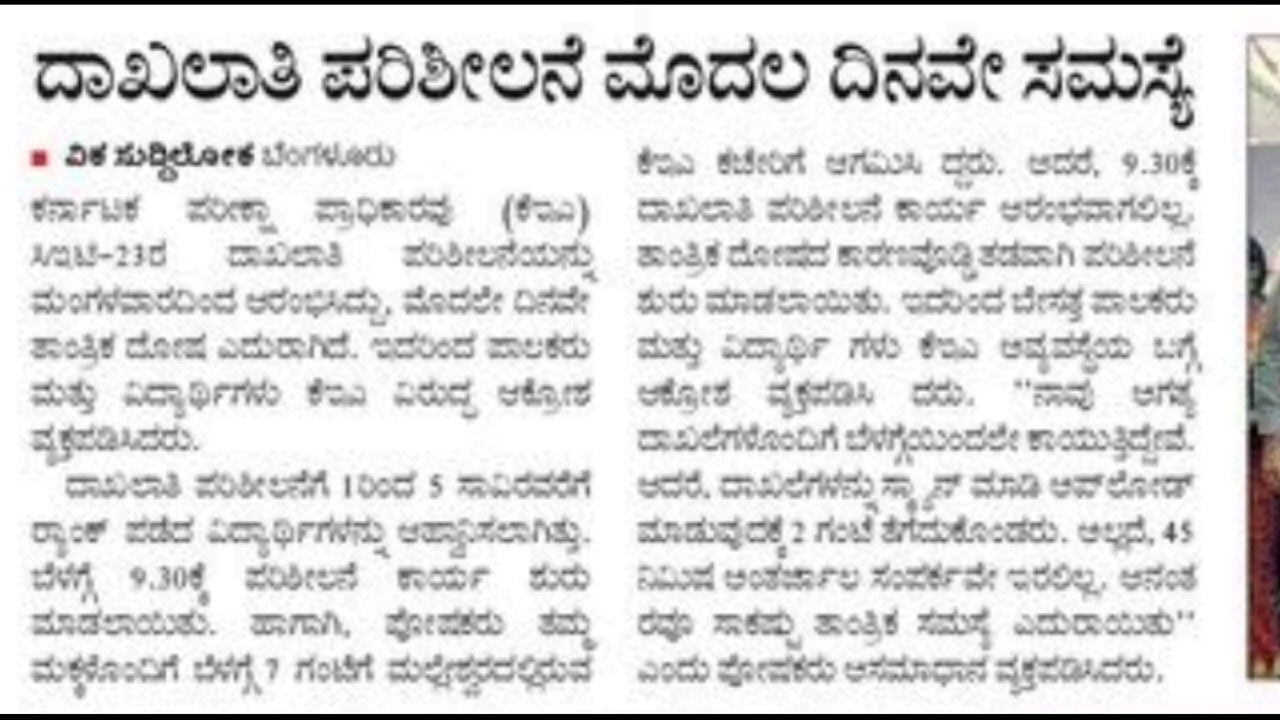 ದಾಖಲಾತಿ ಪರಿಶೀಲನೆ ಮೊದಲ ದಿನವೇ ಸಮಸ್ಯೆ
■ ವಿಕ ಸುದ್ದಿಲೋಕ ಬೆಂಗಳೂರು
ಕರ್ನಾಟಕ ಪರೀಕ್ಷಾ ಪ್ರಾಧಿಕಾರವು (ಕೆಇಎ)
ಸಿಇಟಿ-23ರ ದಾಖಲಾತಿ ಪರಿಶೀಲನೆಯನ್ನು
ಮಂಗಳವಾರದಿಂದ ಆರಂಭಿಸಿದ್ದು, ಮೊದಲೇ ದಿನವೇ
ತಾಂತ್ರಿಕ ದೋಷ ಎದುರಾಗಿದೆ. ಇದರಿಂದ ಪಾಲಕರು
ಮತ್ತು ವಿದ್ಯಾರ್ಥಿಗಳು ಕೆಇಎ ವಿರುದ್ಧ ಆಕ್ರೋಶ
ವ್ಯಕ್ತಪಡಿಸಿದರು.
ದಾಖಲಾತಿ ಪರಿಶೀಲನೆಗೆ 1ರಿಂದ 5 ಸಾವಿರವರೆಗೆ
ರ‍್ಯಾಂಕ್ ಪಡೆದ ವಿದ್ಯಾರ್ಥಿಗಳನ್ನು ಆಹ್ವಾನಿಸಲಾಗಿತ್ತು.
ಬೆಳಗ್ಗೆ 9.30ಕ್ಕೆ ಪರಿಶೀಲನೆ ಕಾರ್ಯ ಶುರು
ಮಾಡಲಾಯಿತು. ಹಾಗಾಗಿ, ಪೋಷಕರು ತಮ್ಮ
ಮಕ್ಕಳೊಂದಿಗೆ ಬೆಳಗ್ಗೆ 7 ಗಂಟೆಗೆ ಮಲ್ಲೇಶ್ವರದಲ್ಲಿರುವ
ಕೆಇಎ ಕಚೇರಿಗೆ ಆಗಮಿಸಿ ದ್ದರು. ಆದರೆ, 9.30ಕ್ಕೆ
ದಾಖಲಾತಿ ಪರಿಶೀಲನೆ ಕಾರ್ಯ ಆರಂಭವಾಗಲಿಲ್ಲ.
ತಾಂತ್ರಿಕ ದೋಷದ ಕಾರಣವೊಡ್ಡಿ ತಡವಾಗಿ ಪರಿಶೀಲನೆ
ಶುರು ಮಾಡಲಾಯಿತು. ಇದರಿಂದ ಬೇಸತ್ತ ಪಾಲಕರು
ಮತ್ತು ವಿದ್ಯಾರ್ಥಿ ಗಳು ಕೆಇಎ ಅವ್ಯವಸ್ಥೆಯ ಬಗ್ಗೆ
ಆಕ್ರೋಶ ವ್ಯಕ್ತಪಡಿಸಿ ದರು. ''ನಾವು ಅಗತ್ಯ
ದಾಖಲೆಗಳೊಂದಿಗೆ ಬೆಳಗ್ಗೆಯಿಂದಲೇ ಕಾಯುತ್ತಿದ್ದೇವೆ.
ಆದರೆ, ದಾಖಲೆಗಳನ್ನು ಸ್ಕ್ಯಾನ್ ಮಾಡಿ ಅಪ್‌ಲೋಡ್
ಮಾಡುವುದಕ್ಕೆ 2 ಗಂಟೆ ತೆಗೆದುಕೊಂಡರು. ಅಲ್ಲದೆ, 45
ನಿಮಿಷ ಅಂತರ್ಜಾಲ ಸಂಪರ್ಕವೇ ಇರಲಿಲ್ಲ. ಅನಂತ
ರವೂ ಸಾಕಷ್ಟು ತಾಂತ್ರಿಕ ಸಮಸ್ಯೆ ಎದುರಾಯಿತು''
ಎಂದು ಪೋಷಕರು ಅಸಮಾಧಾನ ವ್ಯಕ್ತಪಡಿಸಿದರು.